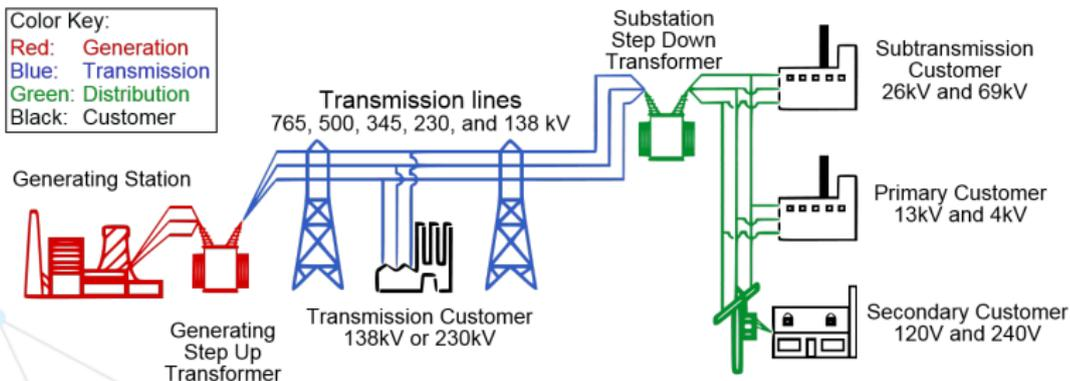 Color Key:
Red: Generation
Blue: Transmission
Green: Distribution
Black: Customer
Generating Station
Generating
Step Up
Transformer
Transmission lines
765, 500, 345, 230, and 138 kV
Transmission Customer
138kV or 230kV
Substation
Step Down
Transformer
Subtransmission
Customer
26kV and 69kV
Primary Customer
13kV and 4kV
Secondary Customer
120V and 240V